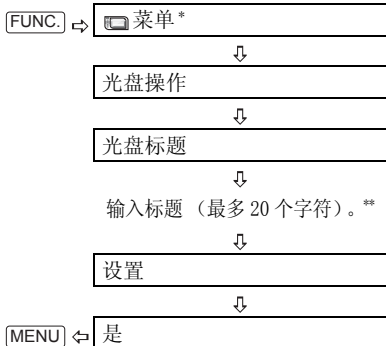 FUNC. ⇨ 菜单*
⇩
光盘操作
⇩
光盘标题
⇩
输入标题 （最多 20 个字符）。**
⇩
设置
⇩
MENU ⇦ 是